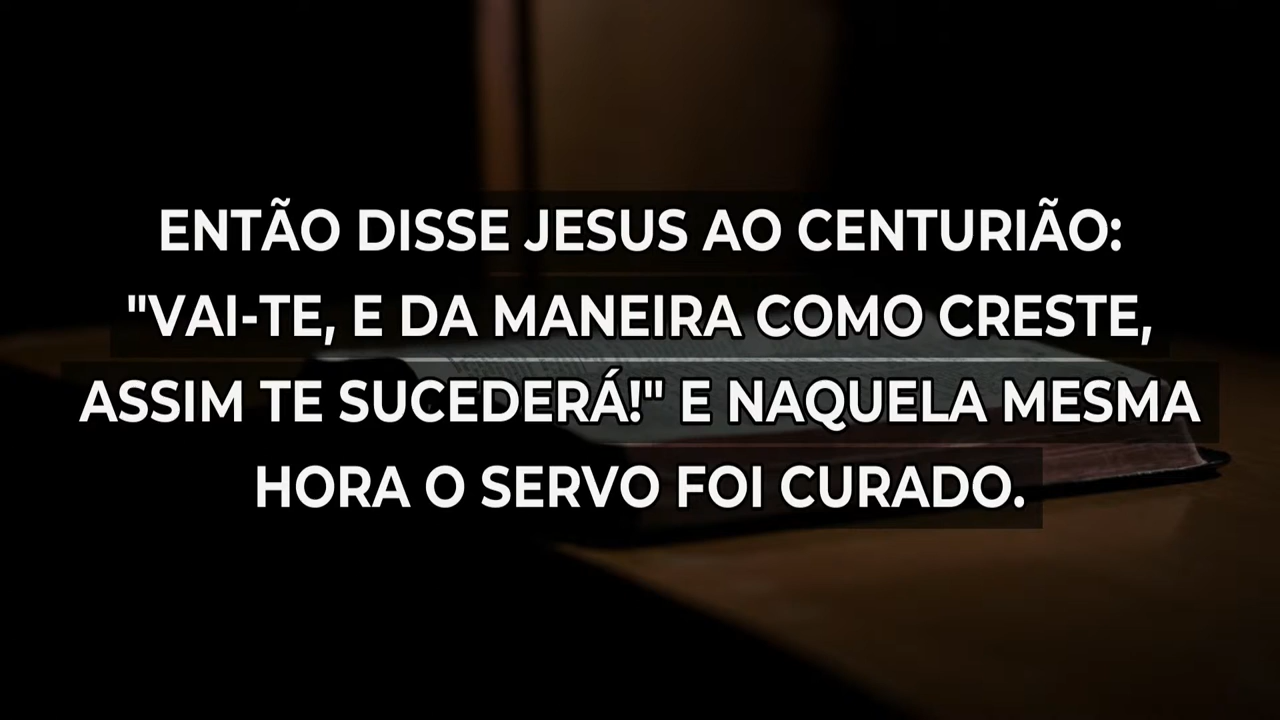 ENTÃO DISSE JESUS AO CENTURIÃO:
"VAI-TE, E DA MANEIRA COMO CRESTE,
ASSIM TE SUCEDERÁ!" E NAQUELA MESMA
HORA O SERVO FOI CURADO.